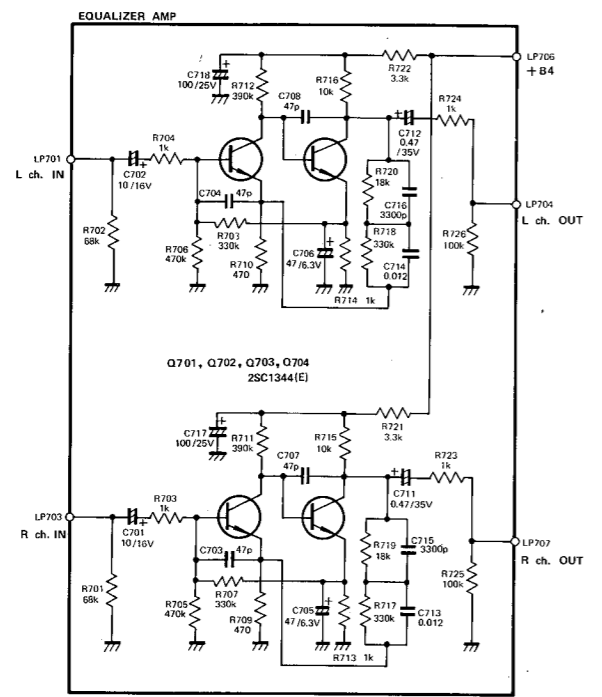 EQUALIZER AMP
LP706
+B4
R722
3.3k
C718
100/25V
R712
390k
R716
10k
C708
47p
R724
1k
C712
0.47
/35V
R704
1k
LP701
L ch. IN
C702
10/16V
R720
18k
C704
47p
C716
3300p
LP704
L ch. OUT
R702
68k
R703
330k
R718
330k
R726
100k
R706
470k
R710
470
C706
47/6.3V
C714
0.012
R714 1k
Q701, Q702, Q703, Q704
2SC1344(E)
R721
3.3k
C717
100/25V
R711
390k
R715
10k
C707
47p
R723
1k
C711
0.47/35V
R703
1k
LP703
R ch. IN
C701
10/16V
C703
47p
R719
18k
C715
3300p
LP707
R ch. OUT
R701
68k
R707
330k
R725
100k
R705
470k
R709
470
C705
47/6.3V
R717
330k
C713
0.012
R713 1k